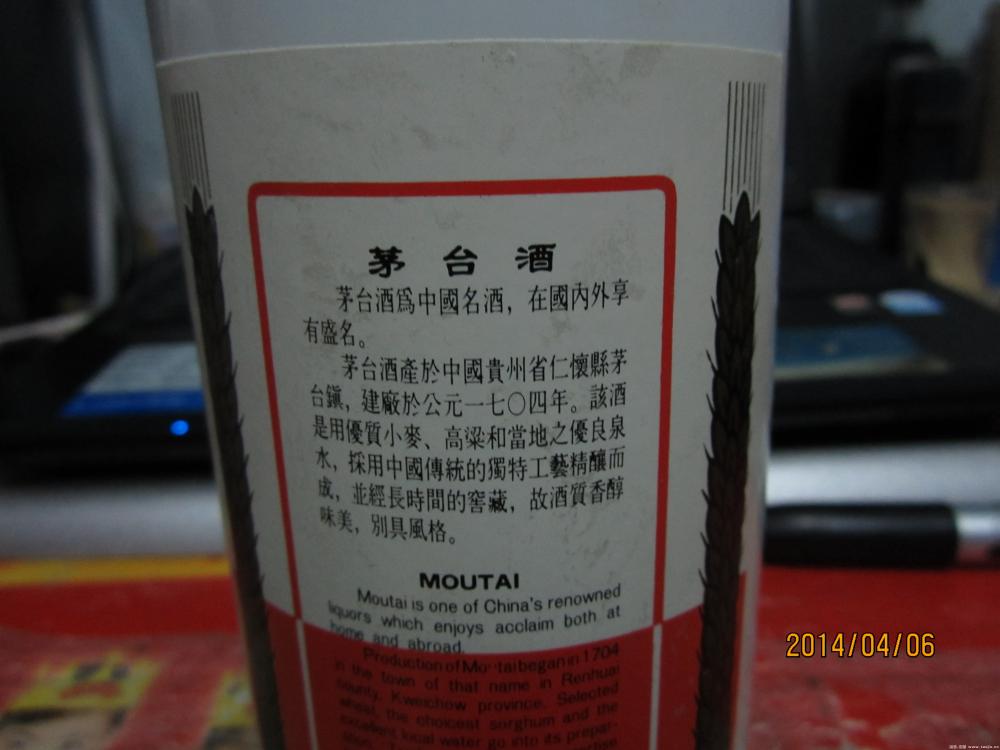 茅台酒
茅台酒爲中國名酒，在國內外享
有盛名。
茅台酒產於中國貴州省仁懷縣茅
台鎮，建廠於公元一七〇四年。該酒
是用優質小麥、高粱和當地之優良泉
水，採用中國傳統的獨特工藝精釀而
成，並經長時間的窖藏，故酒質香醇
味美，別具風格。
MOUTAI
Moutai is one of China's renowned
liquors which enjoys acclaim both at
home and abroad.
Production of Moutai began in 1704
in the town of that name in Renhuai
county, Kweichow province. Selected
wheat, the choicest sorghum and the
excellent local water go into its prepar-
2014/04/06